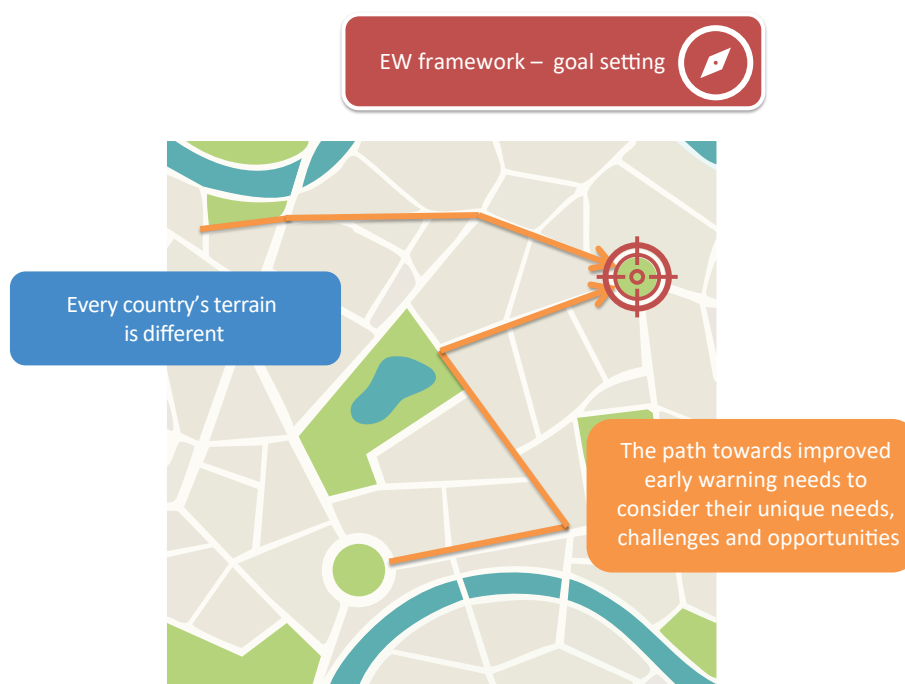 EW framework – goal setting
Every country’s terrain
is different
The path towards improved
early warning needs to
consider their unique needs,
challenges and opportunities